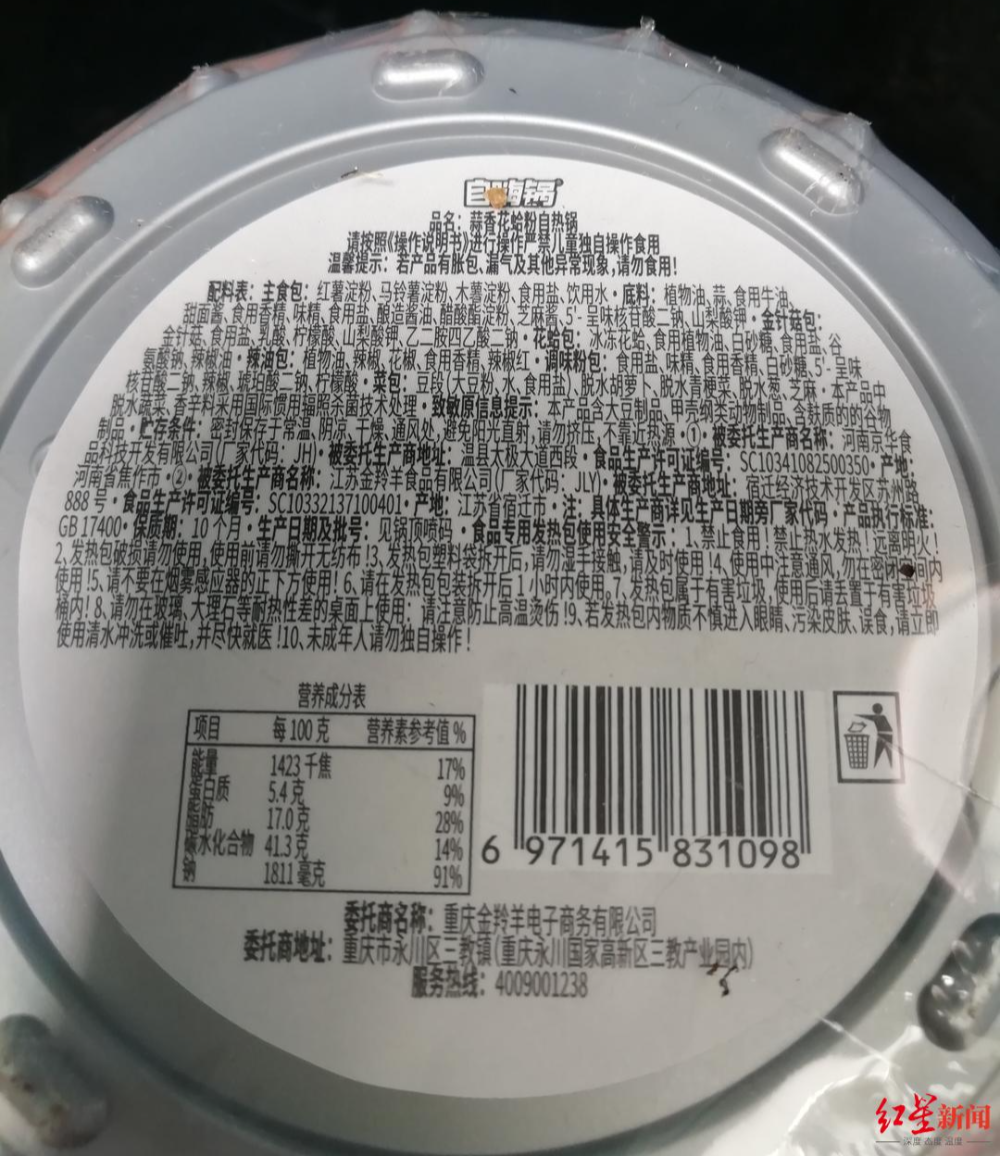 自嗨锅
品名：蒜香花蛤粉自热锅
请按照《操作说明书》进行操作严禁儿童独自操作食用
温馨提示：若产品有胀包、漏气及其他异常现象，请勿食用！
配料表：主食包：红薯淀粉、马铃薯淀粉、木薯淀粉、食用盐、饮用水·底料：植物油、蒜、食用牛油、
甜面酱、食用香精、味精、食用盐、酿造酱油、醋酸酯淀粉、芝麻酱、5'-呈味核苷酸二钠、山梨酸钾·金针菇包：
金针菇、食用盐、乳酸、柠檬酸、山梨酸钾、乙二胺四乙酸二钠·花蛤包：冰冻花蛤、食用植物油、白砂糖、食用盐、谷
氨酸钠、辣椒油·辣油包：植物油、辣椒、花椒、食用香精、辣椒红·调味粉包：食用盐、味精、食用香精、白砂糖、5'-呈味
核苷酸二钠、辣椒、琥珀酸二钠、柠檬酸·菜包：豆段(大豆粉、水、食用盐)、脱水胡萝卜、脱水青梗菜、脱水葱、芝麻·本产品中
脱水蔬菜、香辛料采用国际惯用辐照杀菌技术处理·致敏原信息提示：本产品含大豆制品、甲壳纲类动物制品、含麸质的的谷物
制品·贮存条件：密封保存于常温、阴凉、干燥、通风处，避免阳光直射，请勿挤压，不靠近热源·①·被委托生产商名称：河南京华食
品科技开发有限公司(厂家代码：JH)·被委托生产商地址：温县太极大道西段·食品生产许可证编号：SC10341082500350·产地：
河南省焦作市·②·被委托生产商名称：江苏金羚羊食品有限公司(厂家代码：JLY)·被委托生产商地址：宿迁经济技术开发区苏州路
888号·食品生产许可证编号：SC10332137100401·产地：江苏省宿迁市·注：具体生产商详见生产日期旁厂家代码·产品执行标准：
GB 17400·保质期：10个月·生产日期及批号：见锅顶喷码·食品专用发热包使用安全警示：1、禁止食用！禁止热水发热！远离明火！
2、发热包破损请勿使用，使用前请勿撕开无纺布！3、发热包塑料袋拆开后，请勿湿手接触，请及时使用！4、使用中注意通风，勿在密闭空间内
使用！5、请不要在烟雾感应器的正下方使用！6、请在发热包包装拆开后1小时内使用。7、发热包属于有害垃圾，使用后请弃置于有害垃圾
桶内！8、请勿在玻璃、大理石等耐热性差的桌面上使用；请注意防止高温烫伤！9、若发热包内物质不慎进入眼睛、污染皮肤、误食，请立即
使用清水冲洗或催吐，并尽快就医！10、未成年人请勿独自操作！
营养成分表
项目 每100克 营养素参考值%
能量 1423千焦 17%
蛋白质 5.4克 9%
脂肪 17.0克 28%
碳水化合物 41.3克 14%
钠 1811毫克 91%
6 971415 831098
委托商名称：重庆金羚羊电子商务有限公司
委托商地址：重庆市永川区三教镇(重庆永川国家高新区三教产业园内)
服务热线：4009001238
红星新闻
深度 态度 温度